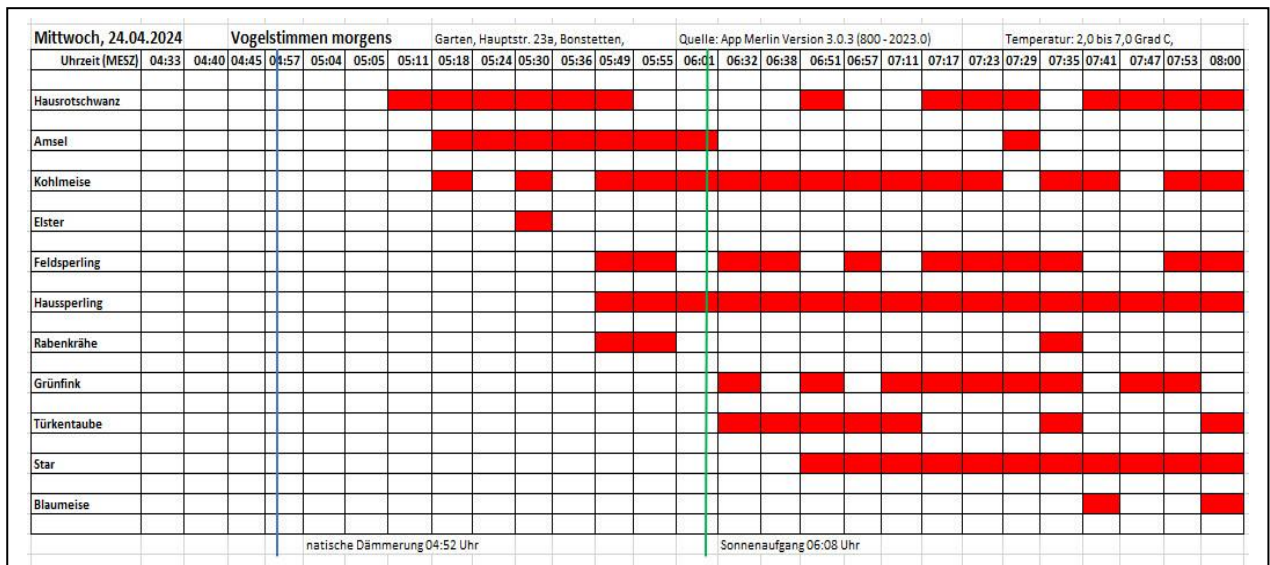 Mittwoch, 24.04.2024 Vogelstimmen morgens Garten, Hauptstr. 23a, Bonstetten, Quelle: App Merlin Version 3.0.3 (800 - 2023.0) Temperatur: 2,0 bis 7,0 Grad C,
Uhrzeit (MESZ) 04:33 04:40 04:45 04:57 05:04 05:05 05:11 05:18 05:24 05:30 05:36 05:49 05:55 06:01 06:32 06:38 06:51 06:57 07:11 07:17 07:23 07:29 07:35 07:41 07:47 07:53 08:00
Hausrotschwanz
Amsel
Kohlmeise
Elster
Feldsperling
Haussperling
Rabenkrähe
Grünfink
Türkentaube
Star
Blaumeise
natische Dämmerung 04:52 Uhr Sonnenaufgang 06:08 Uhr